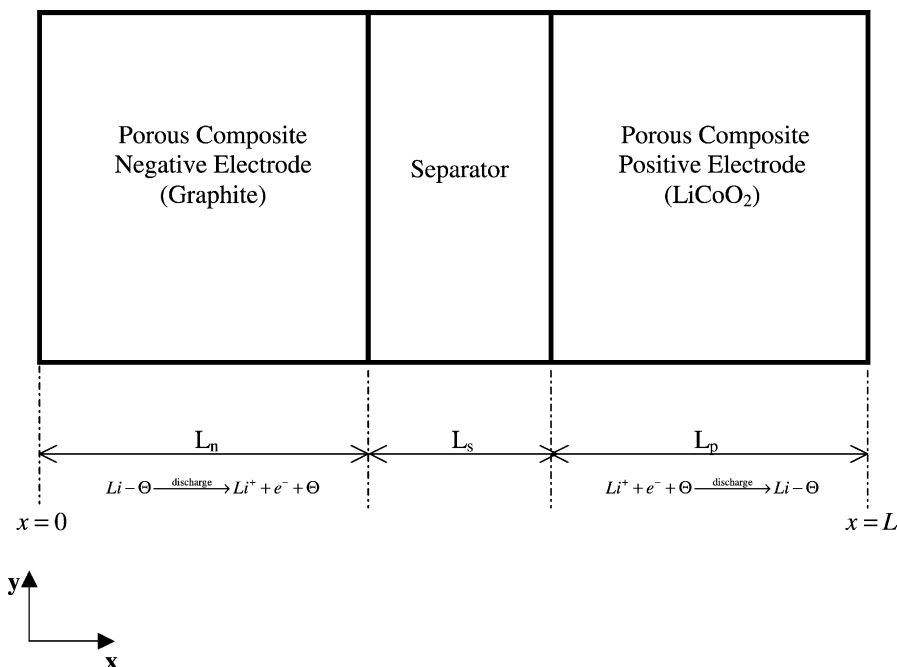 Porous Composite
Negative Electrode
(Graphite)
Separator
Porous Composite
Positive Electrode
(LiCoO₂)
Lₙ
Lₛ
Lₚ
Li – Θ —discharge→ Li⁺ + e⁻ + Θ
Li⁺ + e⁻ + Θ —discharge→ Li – Θ
x = 0
x = L
y
x